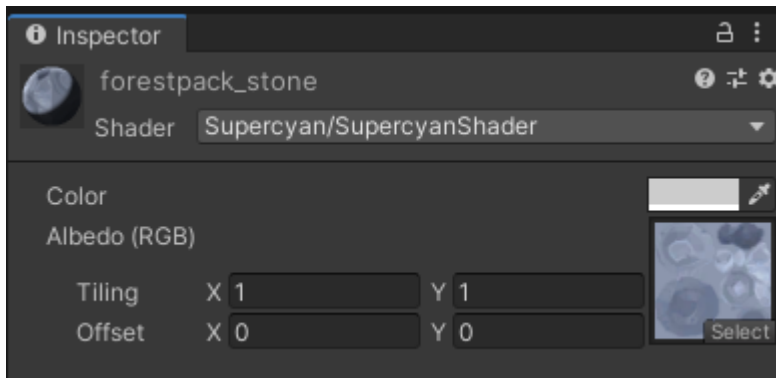 Inspector
forestpack_stone
Shader Supercyan/SupercyanShader
Color
Albedo (RGB)
Tiling X 1 Y 1
Offset X 0 Y 0 Select